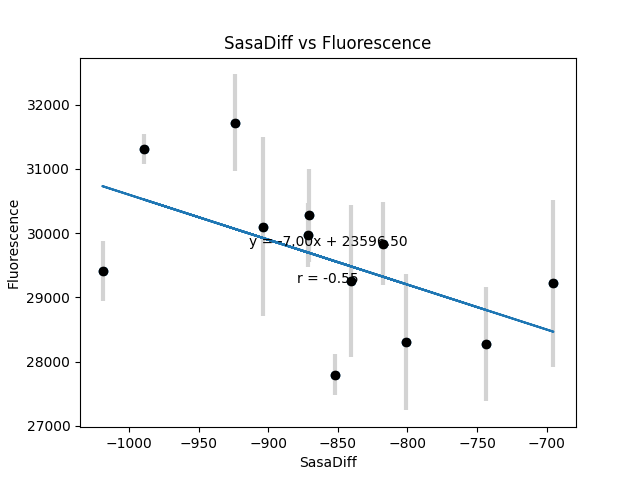 SasaDiff vs Fluorescence
32000
31000
30000
29000
28000
27000
Fluorescence
y = -7.00x + 23596.50
r = -0.55
−1000
−950
−900
−850
−800
−750
−700
SasaDiff